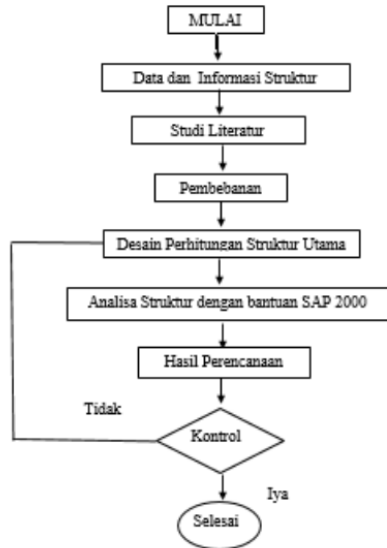 MULAI
Data dan Informasi Struktur
Studi Literatur
Pembebanan
Desain Perhitungan Struktur Utama
Analisa Struktur dengan bantuan SAP 2000
Hasil Perencanaan
Tidak
Kontrol
Iya
Selesai